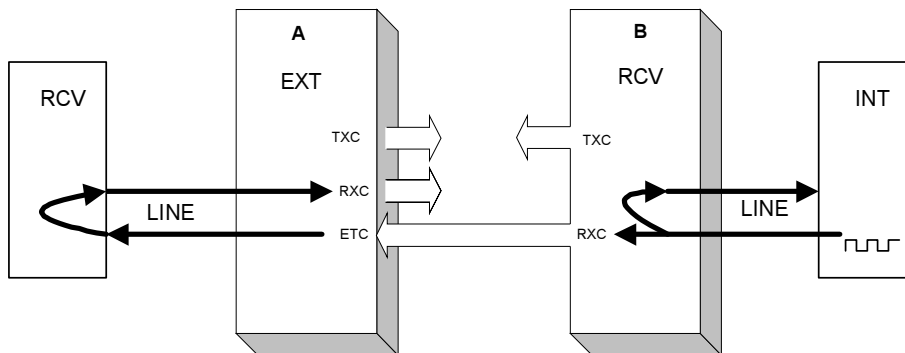 A
B
RCV
EXT
RCV
INT
TXC
TXC
RXC
LINE
LINE
ETC
RXC